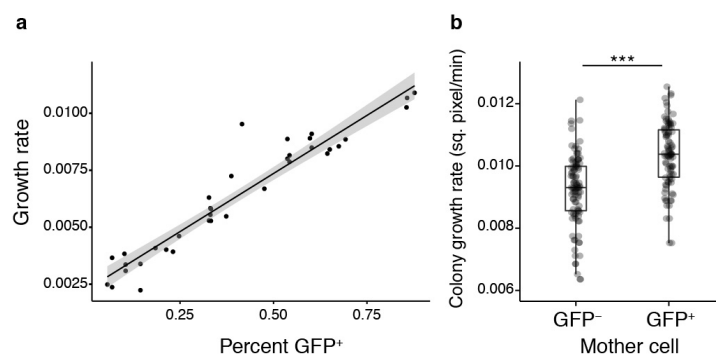 a
Growth rate
0.0100
0.0075
0.0050
0.0025
0.25
0.50
0.75
Percent GFP⁺
b
***
Colony growth rate (sq. pixel/min)
0.012
0.010
0.008
0.006
GFP⁻
GFP⁺
Mother cell